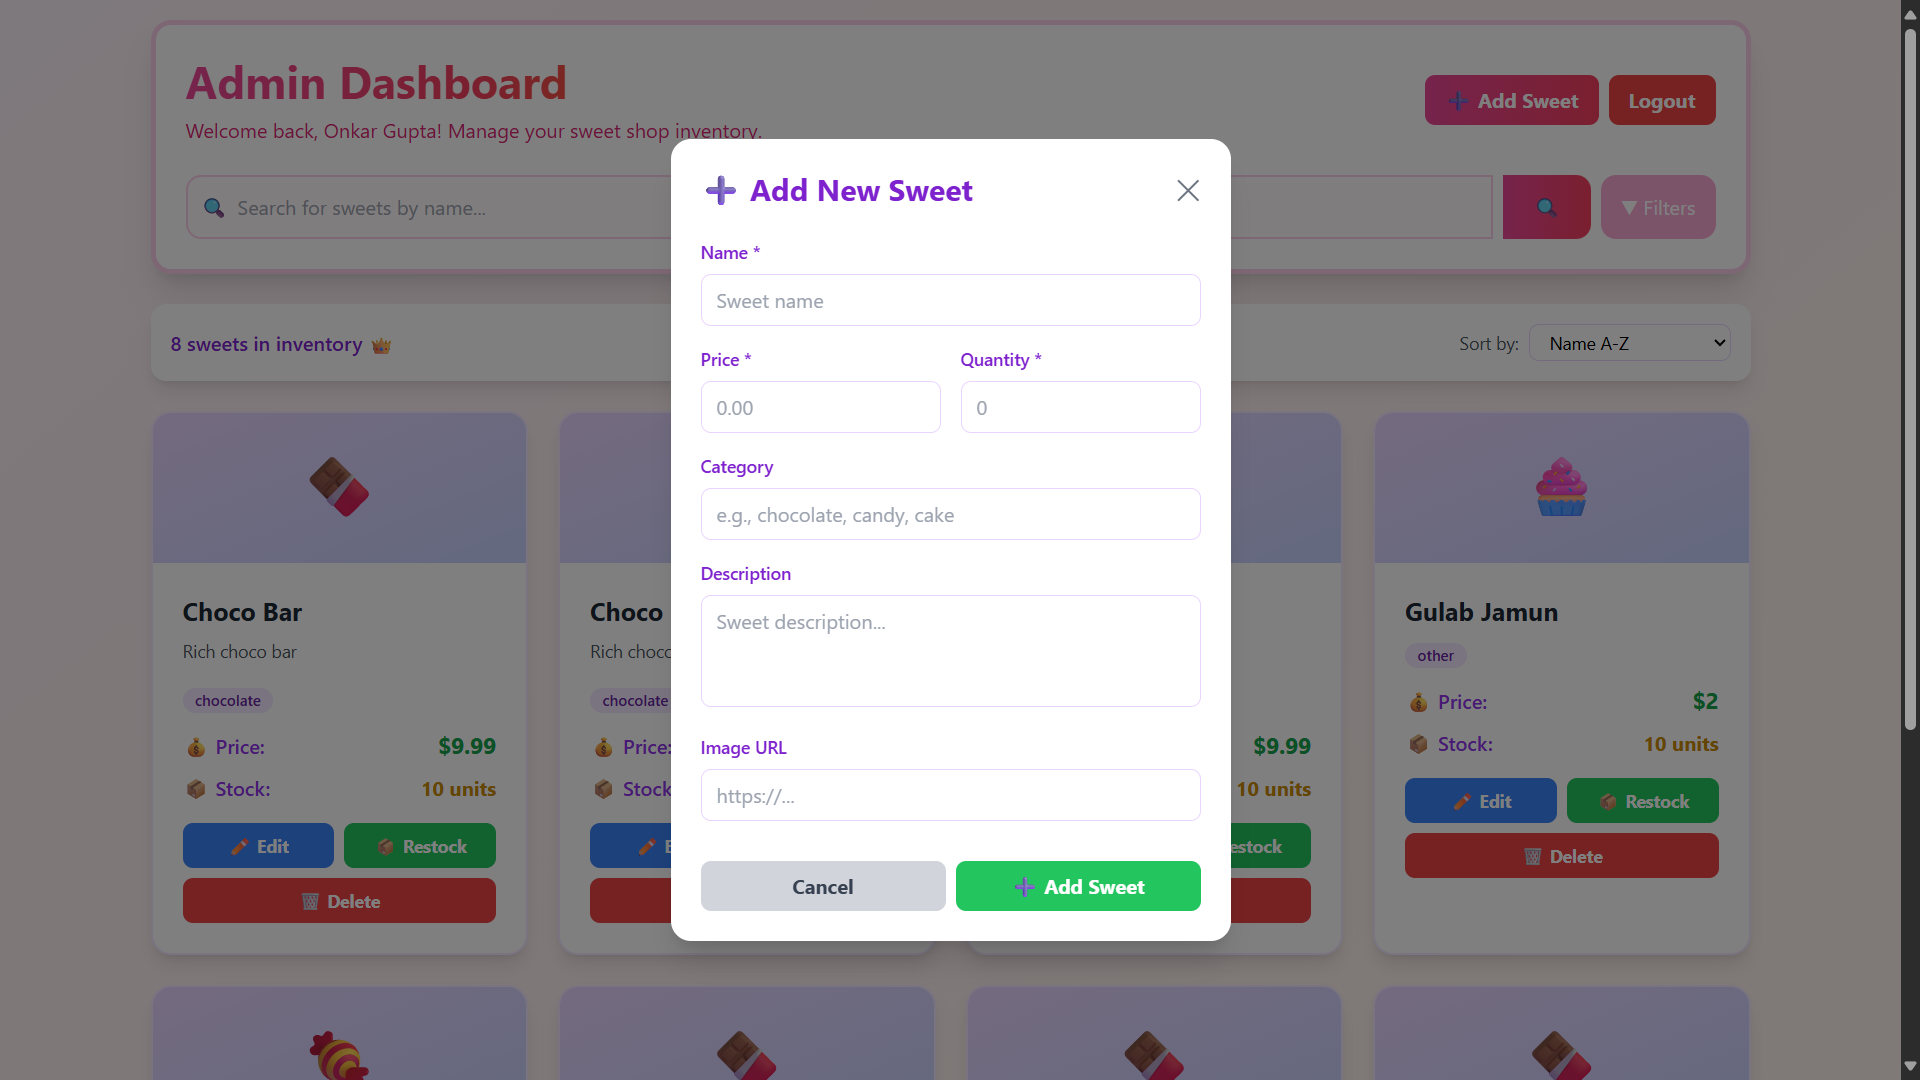 Admin Dashboard
Welcome back, Onkar Gupta! Manage your sweet shop inventory.
Add Sweet
Logout
Search for sweets by name...
▼ Filters
8 sweets in inventory
Sort by:
Name A-Z
Add New Sweet
Name *
Sweet name
Price *
Quantity *
0.00
0
Category
e.g., chocolate, candy, cake
Description
Sweet description...
Image URL
https://...
Cancel
Add Sweet
Choco Bar
Rich choco bar
chocolate
Price:
$9.99
Stock:
10 units
Edit
Restock
Delete
Choco
Rich
chocolate
Price:
Stock
$9.99
10 units
Gulab Jamun
other
Price:
$2
Stock:
10 units
Edit
Restock
Delete